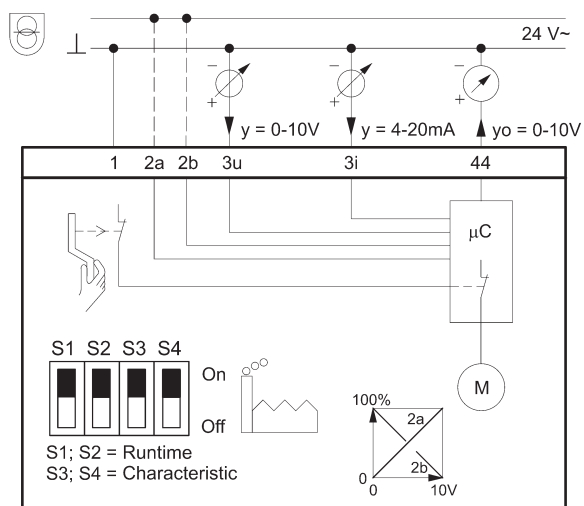 24 V~
⊥
− − −
+ + +
y = 0-10V y = 4-20mA yo = 0-10V
1 2a 2b 3u 3i 44
µC
S1 S2 S3 S4
On
Off
M
S1; S2 = Runtime
S3; S4 = Characteristic
100%
2a
2b
0
0 10V